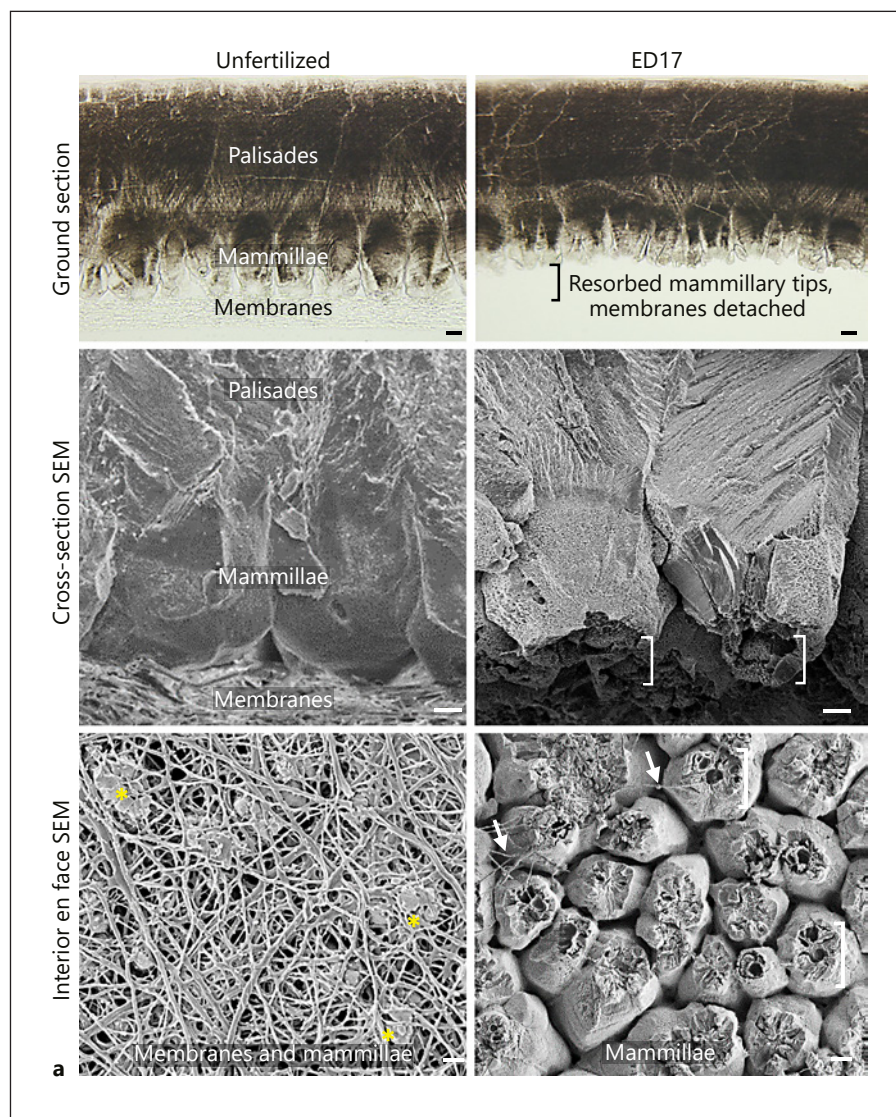 Unfertilized
ED17
Ground section
Palisades
Mammillae
Membranes
Resorbed mammillary tips,
membranes detached
Cross-section SEM
Palisades
Mammillae
Membranes
Interior en face SEM
*
*
*
Membranes and mammillae
Mammillae
a